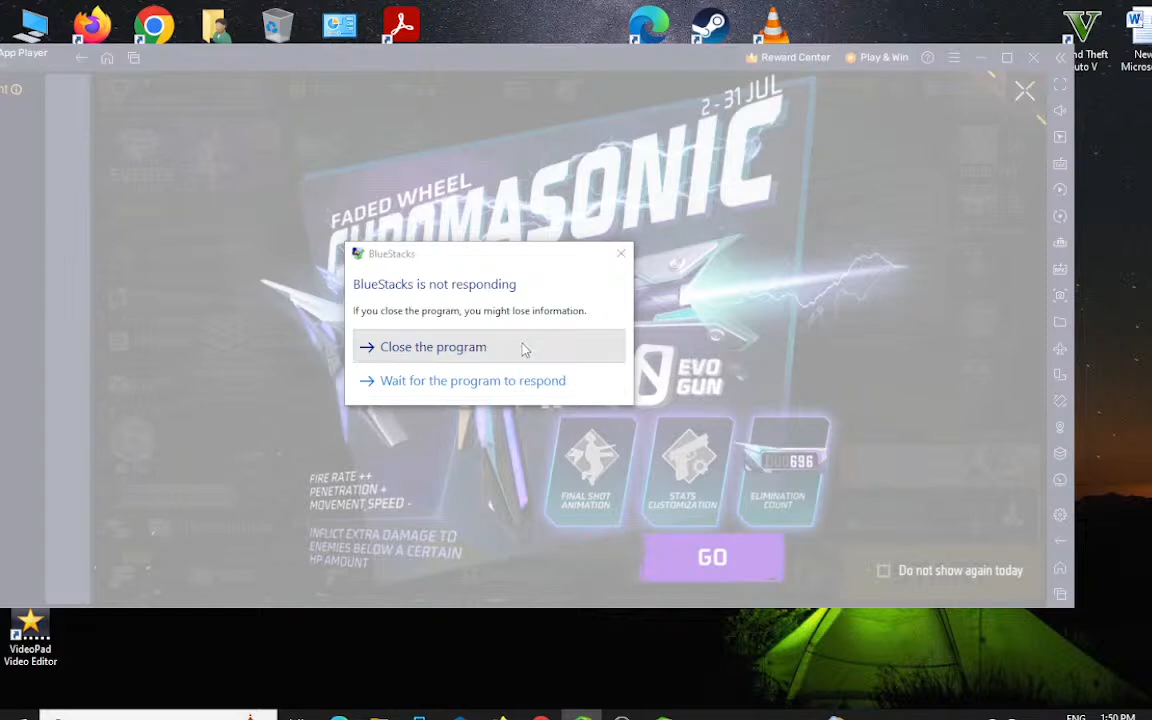 nd Theft
uto V
New
Microso
App Player
Reward Center
Play & Win
nt
2-31 JUL
FADED WHEEL
CHROMASONIC
BlueStacks
BlueStacks is not responding
If you close the program, you might lose information.
Close the program
Wait for the program to respond
EVO
GUN
696
FIRE RATE ++
PENETRATION +
MOVEMENT SPEED -
INFLICT EXTRA DAMAGE TO
ENEMIES BELOW A CERTAIN
HP AMOUNT
FINAL SHOT
ANIMATION
STATS
CUSTOMIZATION
ELIMINATION
COUNT
GO
Do not show again today
VideoPad
Video Editor
ENG
1:50 PM